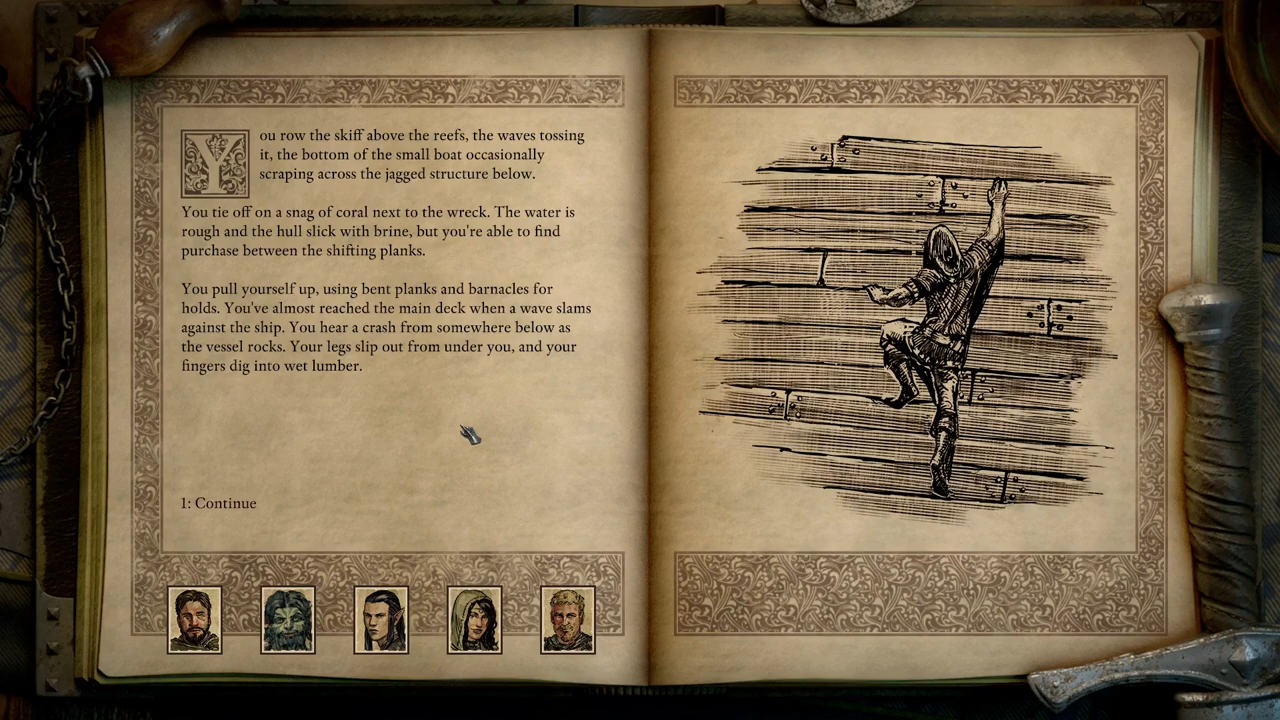 You row the skiff above the reefs, the waves tossing
it, the bottom of the small boat occasionally
scraping across the jagged structure below.
You tie off on a snag of coral next to the wreck. The water is
rough and the hull slick with brine, but you're able to find
purchase between the shifting planks.
You pull yourself up, using bent planks and barnacles for
holds. You've almost reached the main deck when a wave slams
against the ship. You hear a crash from somewhere below as
the vessel rocks. Your legs slip out from under you, and your
fingers dig into wet lumber.
1: Continue